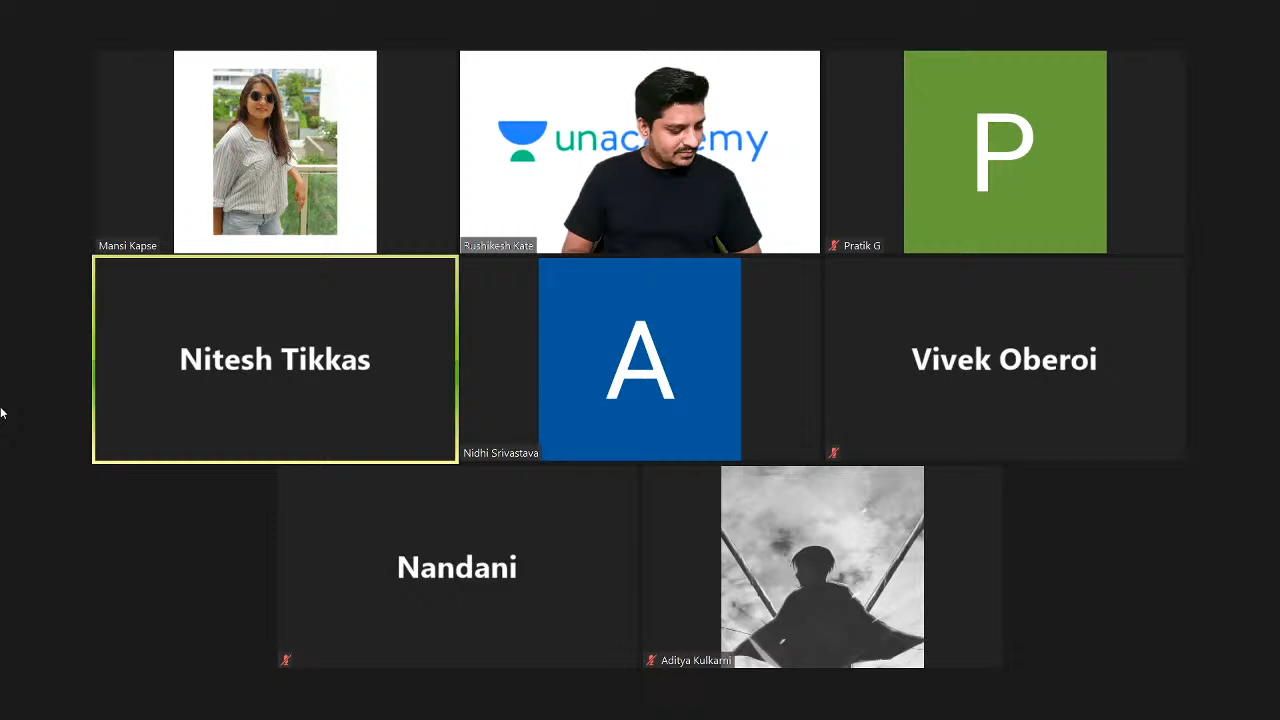 unacademy
Mansi Kapse
Rushikesh Kate
P
Pratik G
Nitesh Tikkas
A
Nidhi Srivastava
Vivek Oberoi
Nandani
Aditya Kulkarni